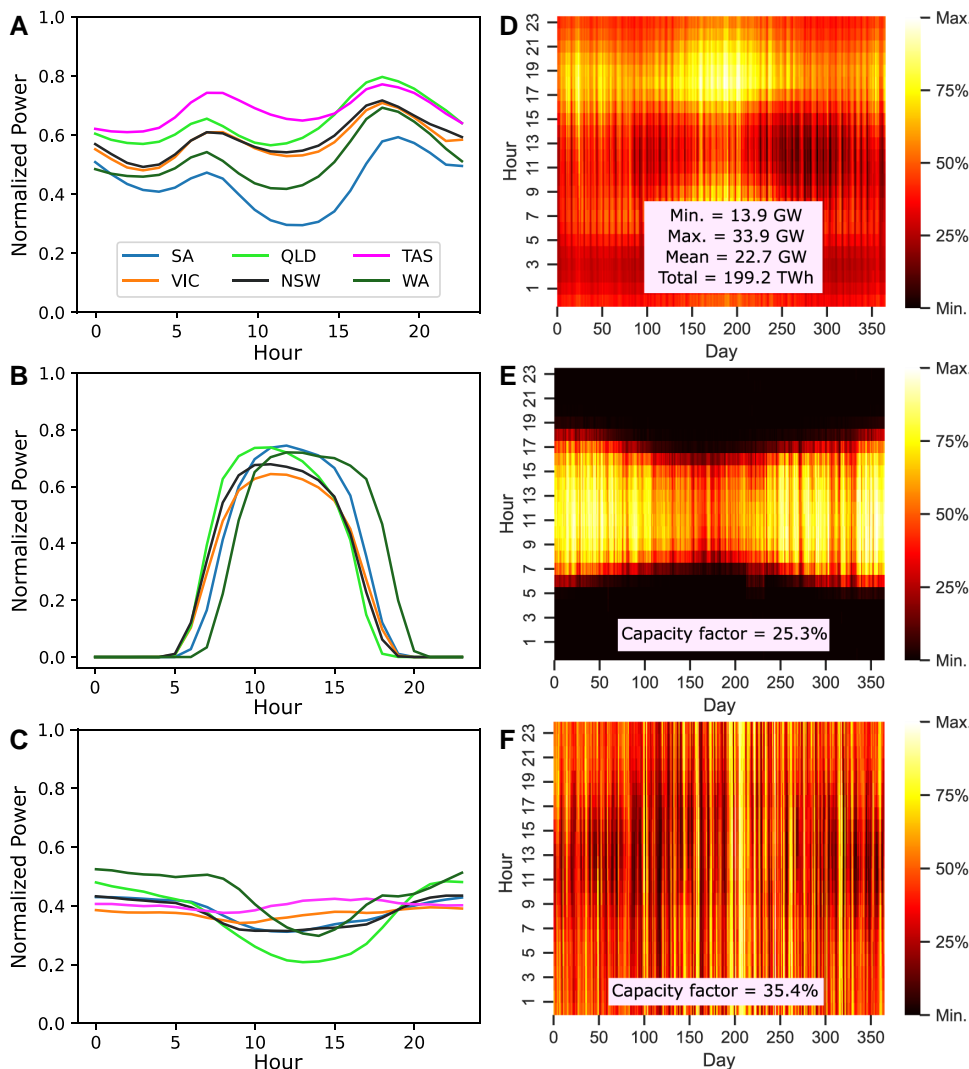 A
Normalized Power
1.0
0.8
0.6
0.4
0.2
0.0
SA QLD TAS
VIC NSW WA
0 5 10 15 20
Hour
D
Hour
23
21
19
17
15
13
11
9
7
5
3
1
Min. = 13.9 GW
Max. = 33.9 GW
Mean = 22.7 GW
Total = 199.2 TWh
0 50 100 150 200 250 300 350
Day
Max.
75%
50%
25%
Min.
B
Normalized Power
1.0
0.8
0.6
0.4
0.2
0.0
0 5 10 15 20
Hour
E
Hour
23
21
19
17
15
13
11
9
7
5
3
1
Capacity factor = 25.3%
0 50 100 150 200 250 300 350
Day
Max.
75%
50%
25%
Min.
C
Normalized Power
1.0
0.8
0.6
0.4
0.2
0.0
0 5 10 15 20
Hour
F
Hour
23
21
19
17
15
13
11
9
7
5
3
1
Capacity factor = 35.4%
0 50 100 150 200 250 300 350
Day
Max.
75%
50%
25%
Min.